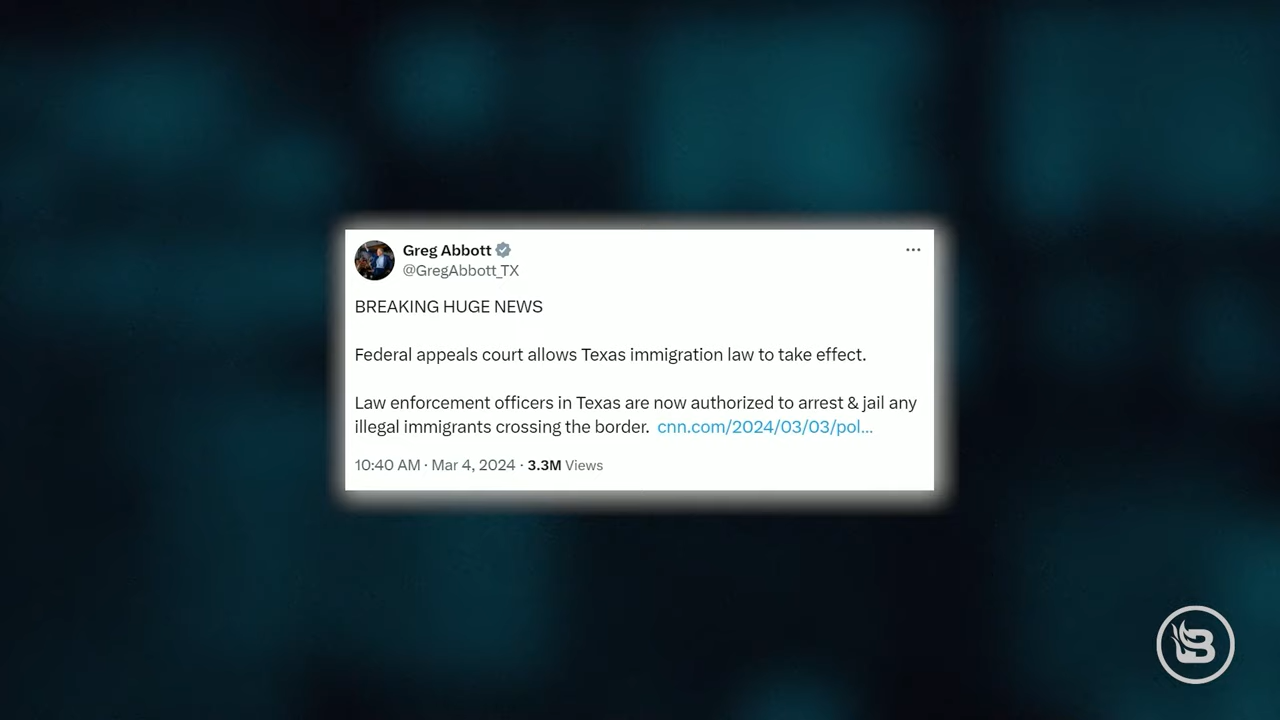 Greg Abbott
@GregAbbott_TX
BREAKING HUGE NEWS
Federal appeals court allows Texas immigration law to take effect.
Law enforcement officers in Texas are now authorized to arrest & jail any
illegal immigrants crossing the border. cnn.com/2024/03/03/pol...
10:40 AM · Mar 4, 2024 · 3.3M Views
B